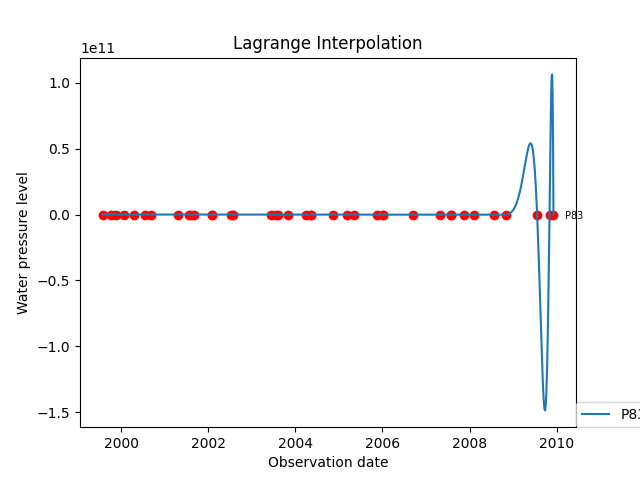 Lagrange Interpolation
1e11
1.0
0.5
0.0
−0.5
−1.0
−1.5
Water pressure level
P83
P83
2000 2002 2004 2006 2008 2010
Observation date